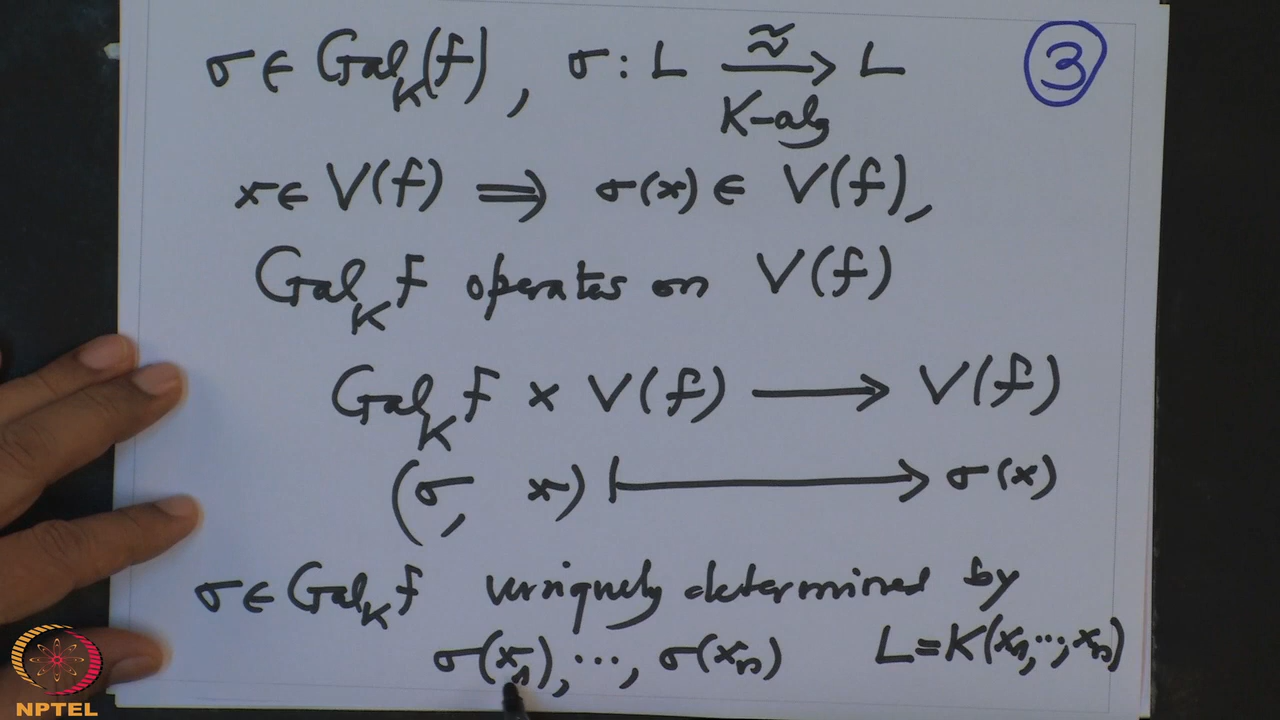 σ ∈ Gal_K(f), σ : L ≈→ L ③
K-alg
x ∈ V(f) ⟹ σ(x) ∈ V(f),
Gal_K f operates on V(f)
Gal_K f × V(f) ⟶ V(f)
(σ, x) ⟼ σ(x)
σ ∈ Gal_K f uniquely determined by
σ(x_1), ⋯, σ(x_n) L = K(x_1, ⋯, x_n)
NPTEL